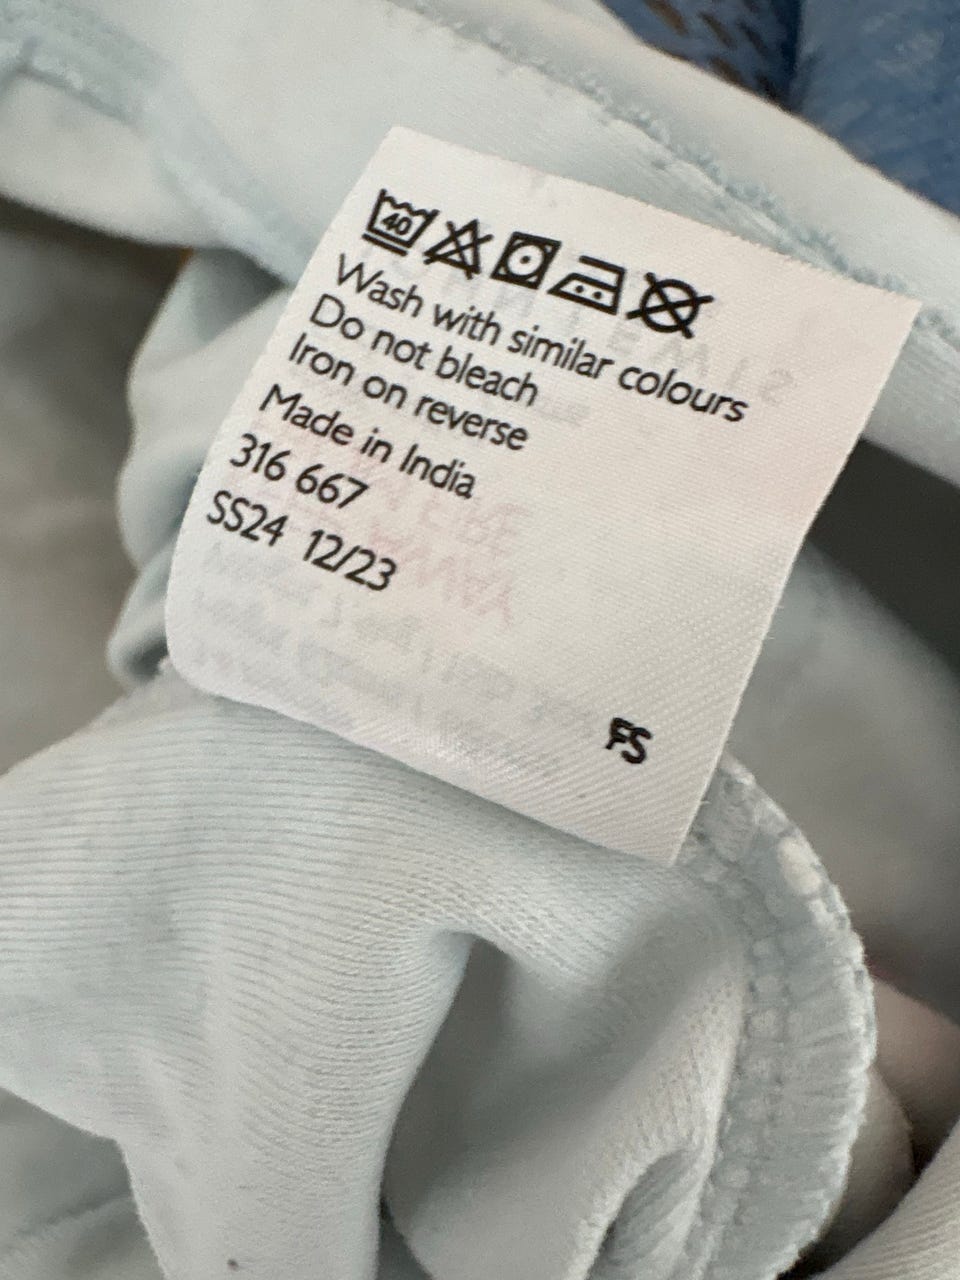 40
Wash with similar colours
Do not bleach
Iron on reverse
Made in India
316 667
SS24 12/23
FS